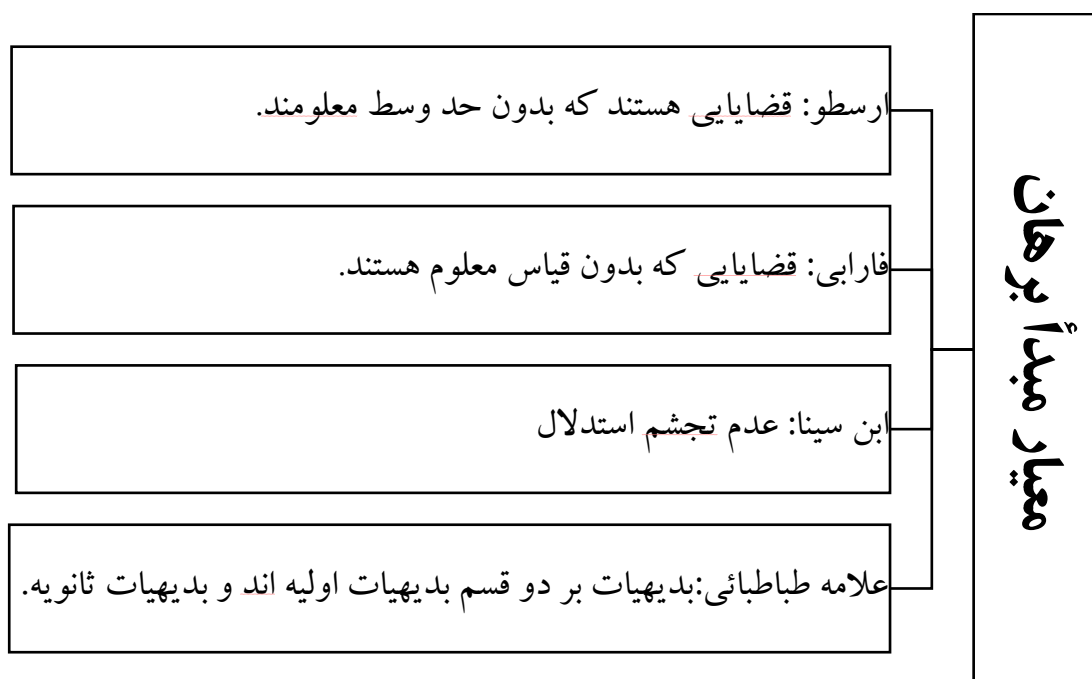 معیار مبدأ برهان
ارسطو: قضایایی هستند که بدون حد وسط معلومند.
فارابی: قضایایی که بدون قیاس معلوم هستند.
ابن سینا: عدم تجشم استدلال
علامه طباطبائی:بدیهیات بر دو قسم بدیهیات اولیه اند و بدیهیات ثانویه.